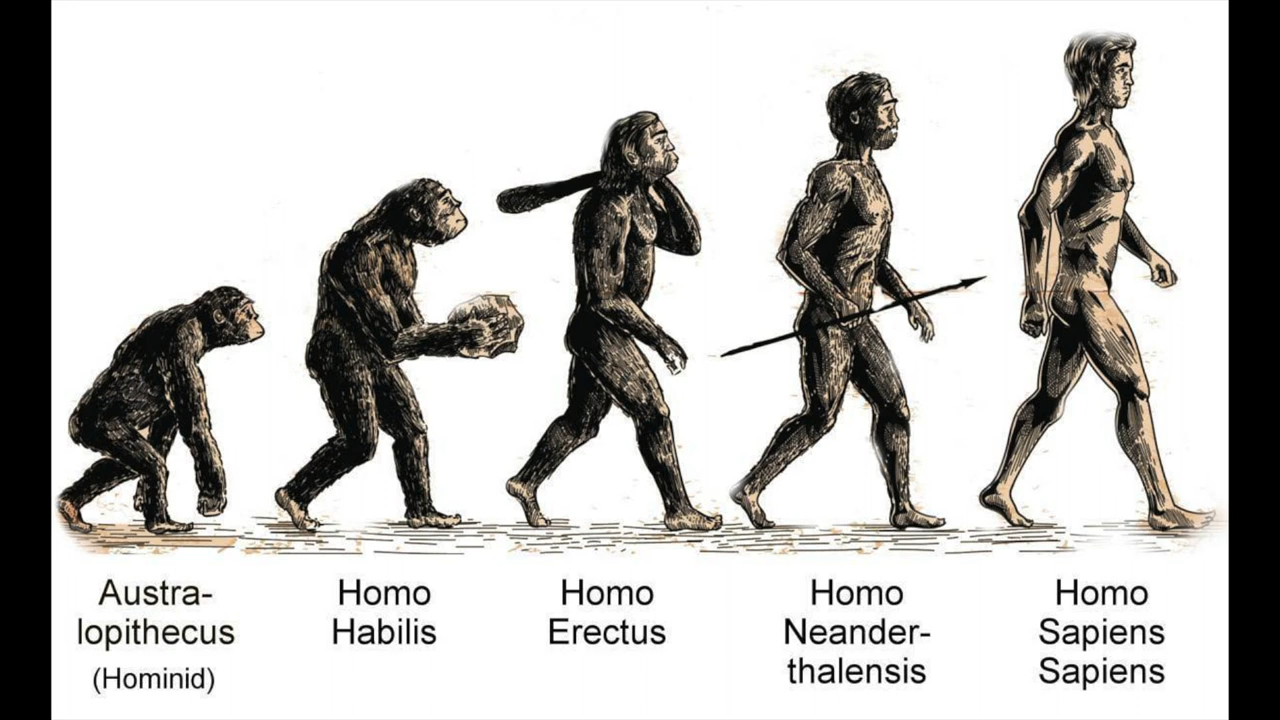 Austra-
lopithecus
(Hominid)
Homo
Habilis
Homo
Erectus
Homo
Neander-
thalensis
Homo
Sapiens
Sapiens